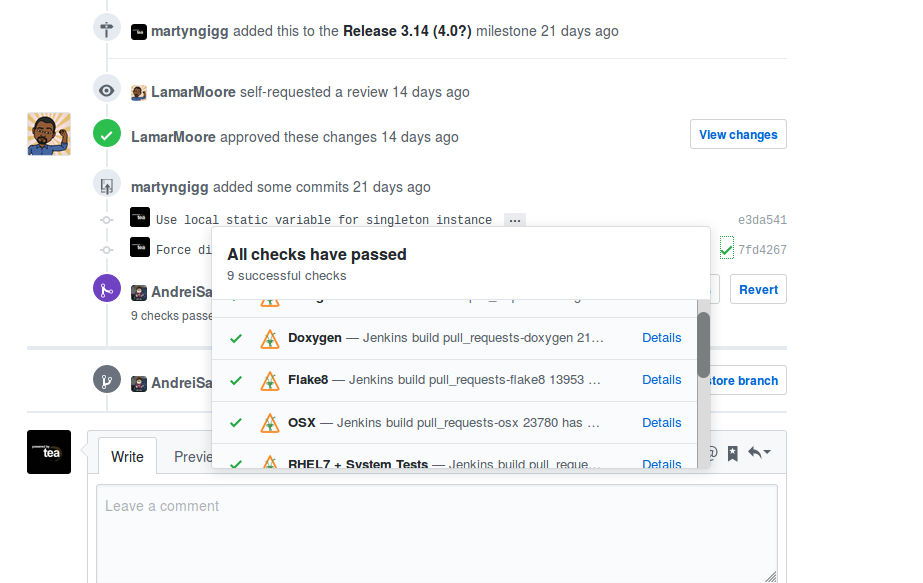 martyngigg added this to the Release 3.14 (4.0?) milestone 21 days ago
LamarMoore self-requested a review 14 days ago
LamarMoore approved these changes 14 days ago
View changes
martyngigg added some commits 21 days ago
Use local static variable for singleton instance ...
e3da541
Force di
7fd4267
All checks have passed
9 successful checks
AndreiSa
Revert
9 checks passe
Doxygen — Jenkins build pull_requests-doxygen 21…
Details
Flake8 — Jenkins build pull_requests-flake8 13953 …
Details
AndreiSa
tore branch
OSX — Jenkins build pull_requests-osx 23780 has …
Details
RHEL7 + System Tests — Jenkins build pull_reque…
Details
tea
Write
Previe
Leave a comment